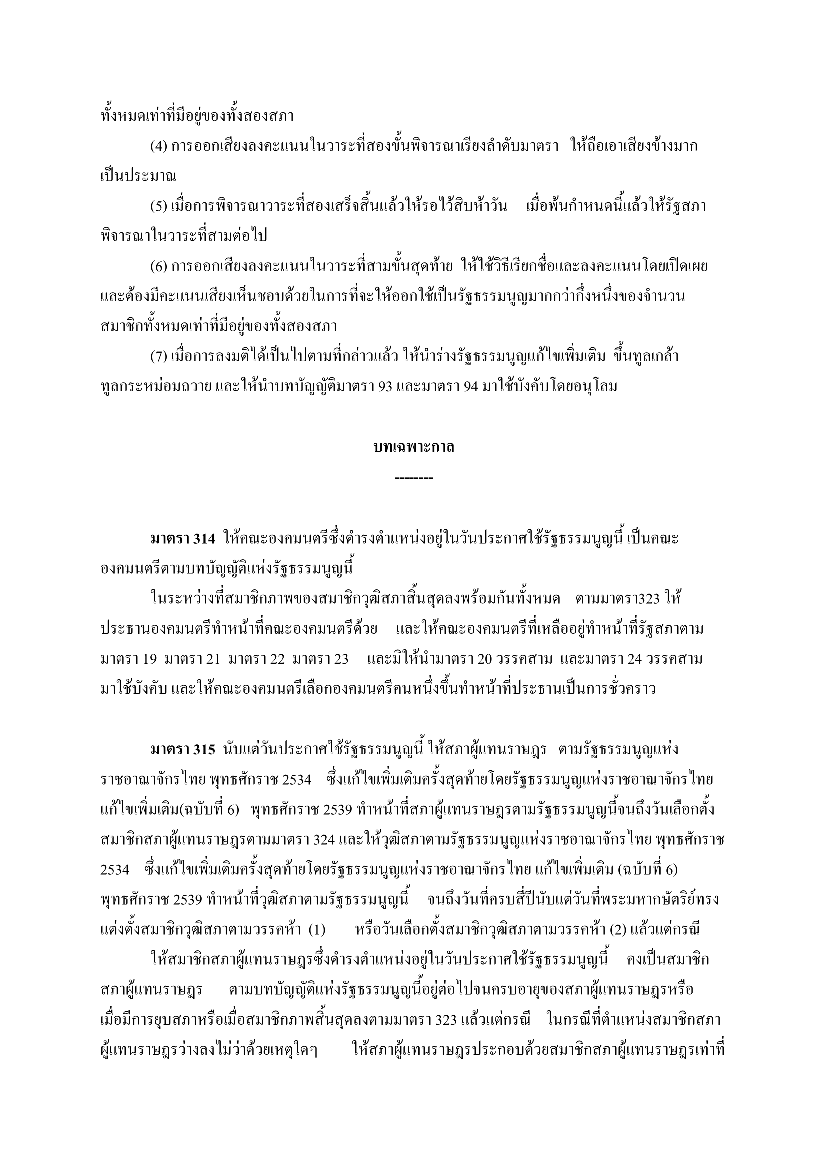 ทั้งหมดเท่าที่มีอยู่ของทั้งสองสภา
(4) การออกเสียงลงคะแนนในวาระที่สองขั้นพิจารณาเรียงลำดับมาตรา ให้ถือเอาเสียงข้างมาก
เป็นประมาณ
(5) เมื่อการพิจารณาวาระที่สองเสร็จสิ้นแล้วให้รอไว้สิบห้าวัน เมื่อพ้นกำหนดนี้แล้วให้รัฐสภา
พิจารณาในวาระที่สามต่อไป
(6) การออกเสียงลงคะแนนในวาระที่สามขั้นสุดท้าย ให้ใช้วิธีเรียกชื่อและลงคะแนนโดยเปิดเผย
และต้องมีคะแนนเสียงเห็นชอบด้วยในการที่จะให้ออกใช้เป็นรัฐธรรมนูญมากกว่ากึ่งหนึ่งของจำนวน
สมาชิกทั้งหมดเท่าที่มีอยู่ของทั้งสองสภา
(7) เมื่อการลงมติได้เป็นไปตามที่กล่าวแล้ว ให้นำร่างรัฐธรรมนูญแก้ไขเพิ่มเติม ขึ้นทูลเกล้า
ทูลกระหม่อมถวาย และให้นำบทบัญญัติมาตรา 93 และมาตรา 94 มาใช้บังคับโดยอนุโลม
บทเฉพาะกาล
--------
มาตรา 314 ให้คณะองคมนตรีซึ่งดำรงตำแหน่งอยู่ในวันประกาศใช้รัฐธรรมนูญนี้ เป็นคณะ
องคมนตรีตามบทบัญญัติแห่งรัฐธรรมนูญนี้
ในระหว่างที่สมาชิกภาพของสมาชิกวุฒิสภาสิ้นสุดลงพร้อมกันทั้งหมด ตามมาตรา323 ให้
ประธานองคมนตรีทำหน้าที่คณะองคมนตรีด้วย และให้คณะองคมนตรีที่เหลืออยู่ทำหน้าที่รัฐสภาตาม
มาตรา 19 มาตรา 21 มาตรา 22 มาตรา 23 และมิให้นำมาตรา 20 วรรคสาม และมาตรา 24 วรรคสาม
มาใช้บังคับ และให้คณะองคมนตรีเลือกองคมนตรีคนหนึ่งขึ้นทำหน้าที่ประธานเป็นการชั่วคราว
มาตรา 315 นับแต่วันประกาศใช้รัฐธรรมนูญนี้ ให้สภาผู้แทนราษฎร ตามรัฐธรรมนูญแห่ง
ราชอาณาจักรไทย พุทธศักราช 2534 ซึ่งแก้ไขเพิ่มเติมครั้งสุดท้ายโดยรัฐธรรมนูญแห่งราชอาณาจักรไทย
แก้ไขเพิ่มเติม(ฉบับที่ 6) พุทธศักราช 2539 ทำหน้าที่สภาผู้แทนราษฎรตามรัฐธรรมนูญนี้จนถึงวันเลือกตั้ง
สมาชิกสภาผู้แทนราษฎรตามมาตรา 324 และให้วุฒิสภาตามรัฐธรรมนูญแห่งราชอาณาจักรไทย พุทธศักราช
2534 ซึ่งแก้ไขเพิ่มเติมครั้งสุดท้ายโดยรัฐธรรมนูญแห่งราชอาณาจักรไทย แก้ไขเพิ่มเติม (ฉบับที่ 6)
พุทธศักราช 2539 ทำหน้าที่วุฒิสภาตามรัฐธรรมนูญนี้ จนถึงวันที่ครบสี่ปีนับแต่วันที่พระมหากษัตริย์ทรง
แต่งตั้งสมาชิกวุฒิสภาตามวรรคห้า (1) หรือวันเลือกตั้งสมาชิกวุฒิสภาตามวรรคห้า (2) แล้วแต่กรณี
ให้สมาชิกสภาผู้แทนราษฎรซึ่งดำรงตำแหน่งอยู่ในวันประกาศใช้รัฐธรรมนูญนี้ คงเป็นสมาชิก
สภาผู้แทนราษฎร ตามบทบัญญัติแห่งรัฐธรรมนูญนี้อยู่ต่อไปจนครบอายุของสภาผู้แทนราษฎรหรือ
เมื่อมีการยุบสภาหรือเมื่อสมาชิกภาพสิ้นสุดลงตามมาตรา 323 แล้วแต่กรณี ในกรณีที่ตำแหน่งสมาชิกสภา
ผู้แทนราษฎรว่างลงไม่ว่าด้วยเหตุใดๆ ให้สภาผู้แทนราษฎรประกอบด้วยสมาชิกสภาผู้แทนราษฎรเท่าที่